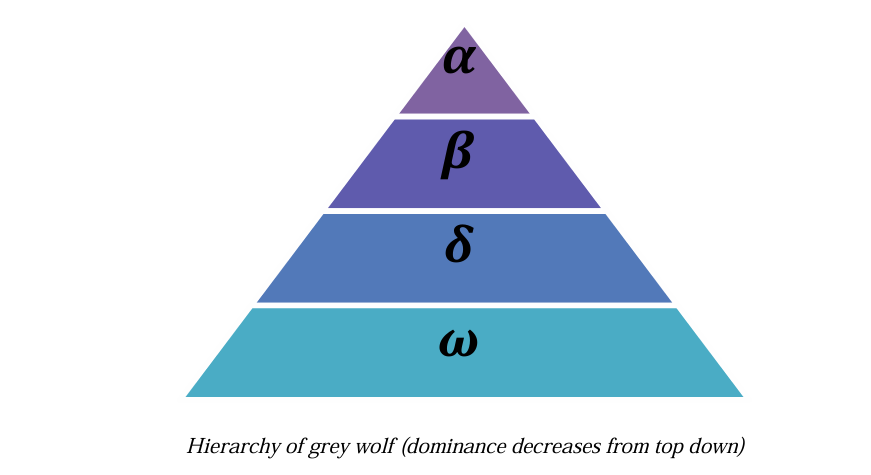 α
β
δ
ω
Hierarchy of grey wolf (dominance decreases from top down)